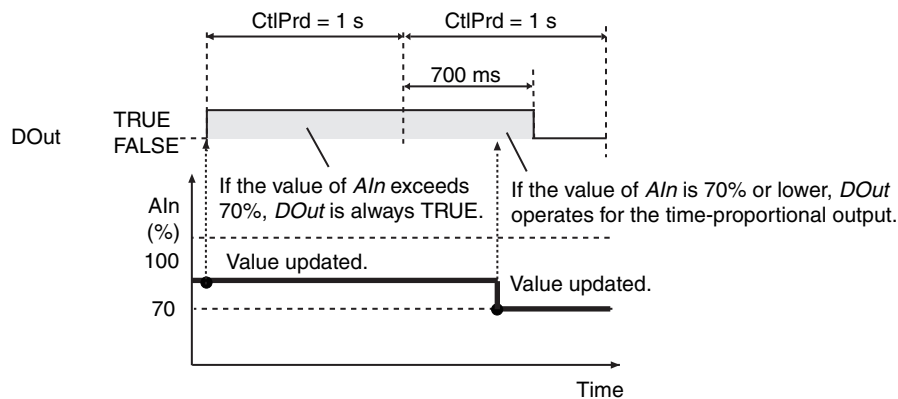 CtlPrd = 1 s
CtlPrd = 1 s
700 ms
DOut
TRUE
FALSE
If the value of AIn exceeds
70%, DOut is always TRUE.
If the value of AIn is 70% or lower, DOut
operates for the time-proportional output.
AIn
(%)
100
Value updated.
Value updated.
70
Time